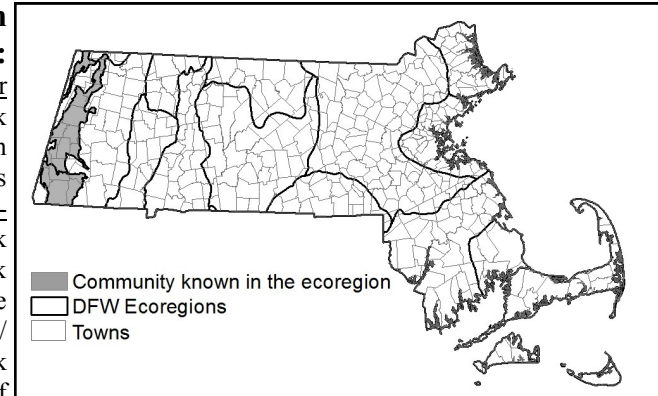 n
:
r
k
n
s
-
k
k
e
/
k
f
Community known in the ecoregion
DFW Ecoregions
Towns